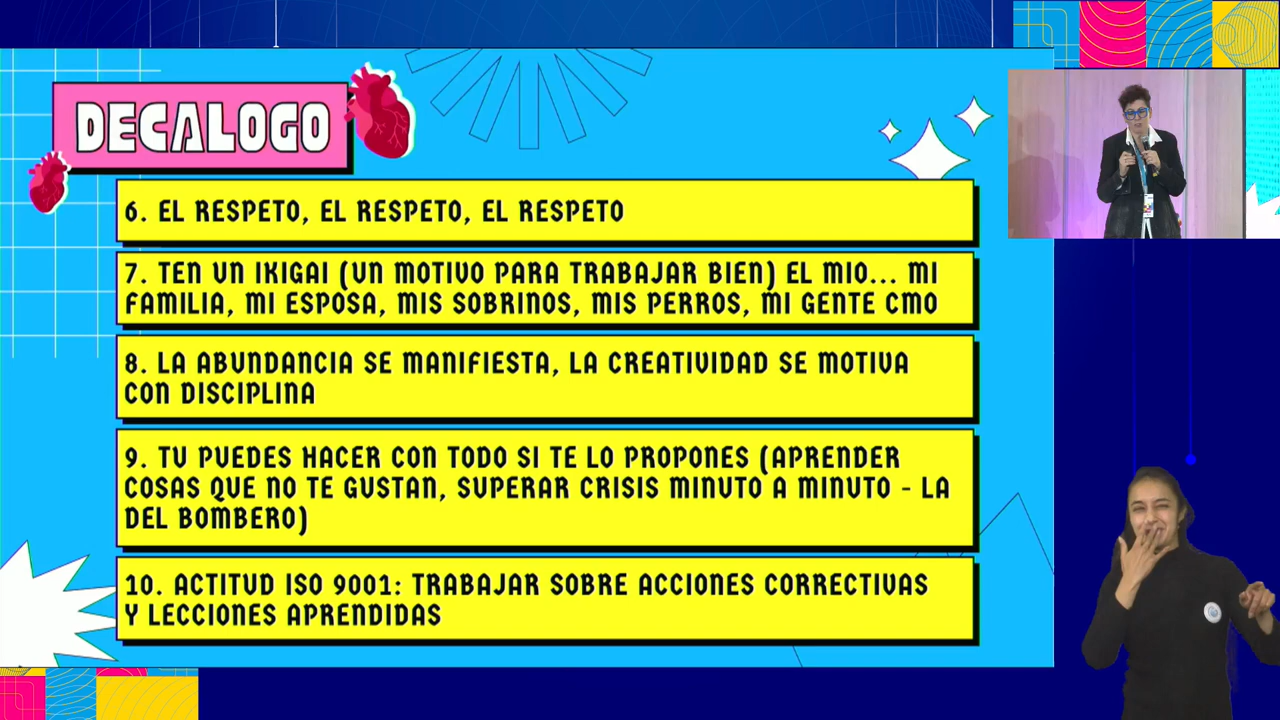 DECALOGO
6. EL RESPETO, EL RESPETO, EL RESPETO
7. TEN UN IKIGAI (UN MOTIVO PARA TRABAJAR BIEN) EL MIO... MI
FAMILIA, MI ESPOSA, MIS SOBRINOS, MIS PERROS, MI GENTE CMO
8. LA ABUNDANCIA SE MANIFIESTA, LA CREATIVIDAD SE MOTIVA
CON DISCIPLINA
9. TU PUEDES HACER CON TODO SI TE LO PROPONES (APRENDER
COSAS QUE NO TE GUSTAN, SUPERAR CRISIS MINUTO A MINUTO - LA
DEL BOMBERO)
10. ACTITUD ISO 9001: TRABAJAR SOBRE ACCIONES CORRECTIVAS
Y LECCIONES APRENDIDAS